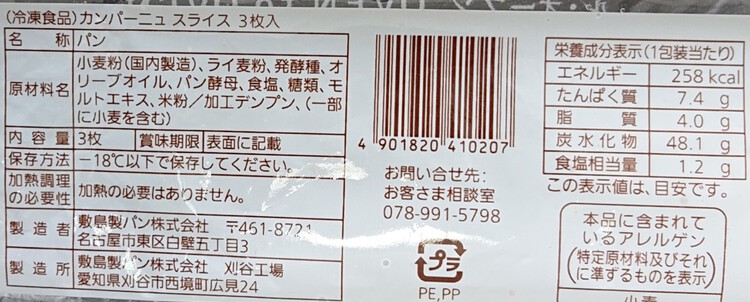 (冷凍食品)カンパーニュ スライス 3枚入
名称 パン
原材料名 小麦粉(国内製造)、ライ麦粉、発酵種、オ
リーブオイル、パン酵母、食塩、糖類、モ
ルトエキス、米粉/加工デンプン、(一部
に小麦を含む)
内容量 3枚 賞味期限 表面に記載
保存方法 -18℃以下で保存してください。
加熱調理
の必要性 加熱の必要はありません。
製造者 敷島製パン株式会社 〒461-8721
名古屋市東区白壁五丁目3
製造所 敷島製パン株式会社 刈谷工場
愛知県刈谷市西境町広見24
4 901820 410207
お問い合せ先:
お客さま相談室
078-991-5798
プラ
PE,PP
栄養成分表示(1包装当たり)
エネルギー 258 kcal
たんぱく質 7.4 g
脂質 4.0 g
炭水化物 48.1 g
食塩相当量 1.2 g
この表示値は、目安です。
本品に含まれて
いるアレルゲン
(特定原材料及びそれ
に準ずるものを表示)
小麦